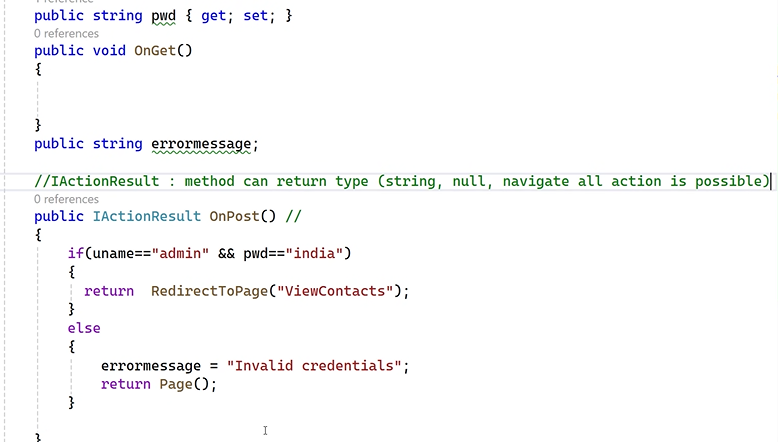 1 reference
public string pwd { get; set; }
0 references
public void OnGet()
{
}
public string errormessage;
//IActionResult : method can return type (string, null, navigate all action is possible)
0 references
public IActionResult OnPost() //
{
if(uname=="admin" && pwd=="india")
{
return  RedirectToPage("ViewContacts");
}
else
{
errormessage = "Invalid credentials";
return Page();
}
}